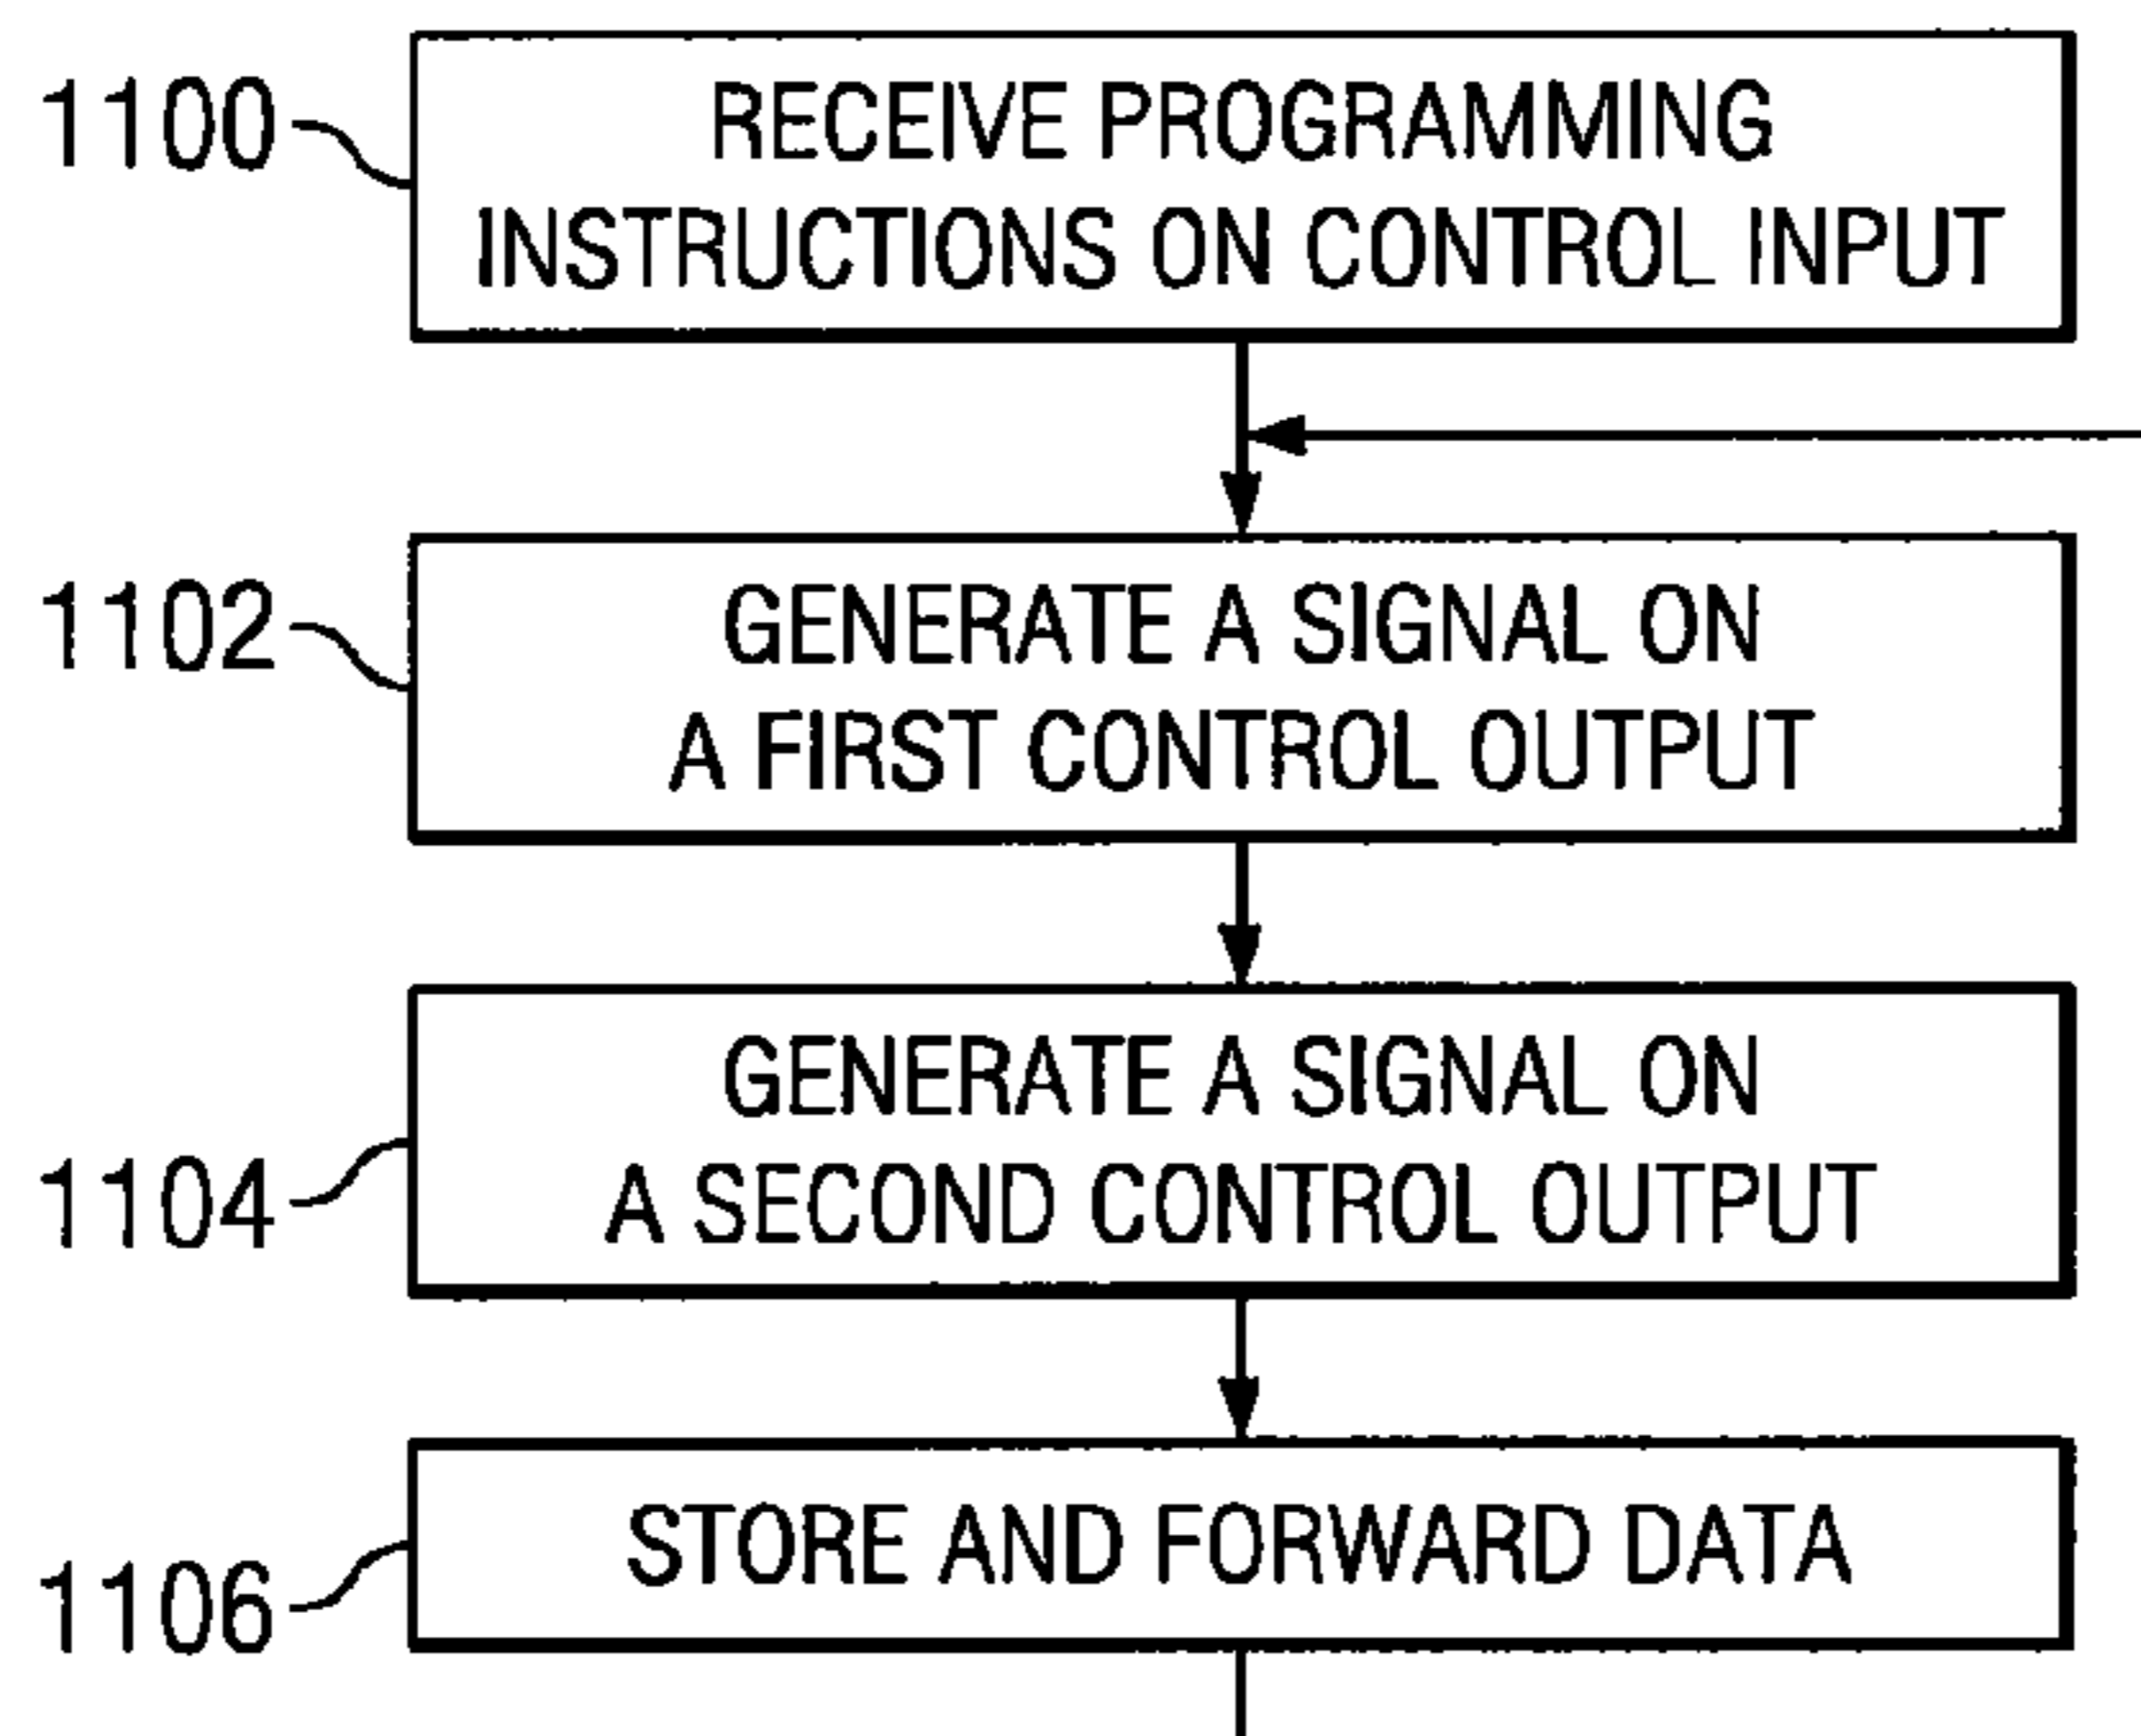 1100
RECEIVE PROGRAMMING
INSTRUCTIONS ON CONTROL INPUT
1102
GENERATE A SIGNAL ON
A FIRST CONTROL OUTPUT
1104
GENERATE A SIGNAL ON
A SECOND CONTROL OUTPUT
1106
STORE AND FORWARD DATA